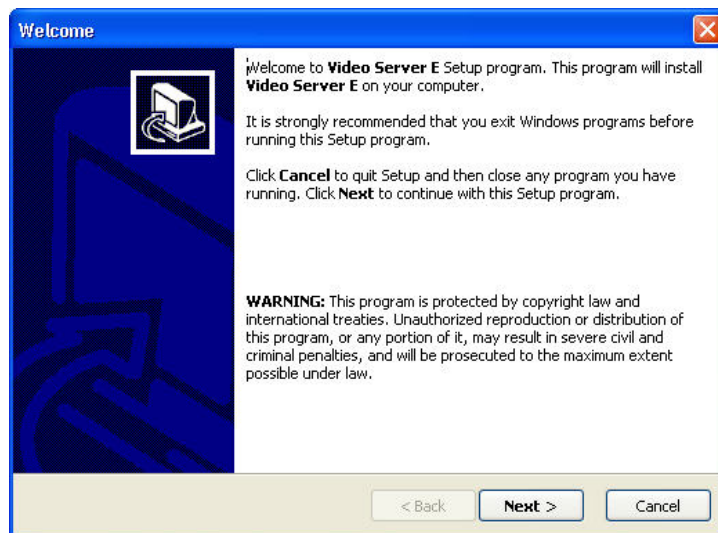 Welcome
Welcome to Video Server E Setup program. This program will install
Video Server E on your computer.
It is strongly recommended that you exit Windows programs before
running this Setup program.
Click Cancel to quit Setup and then close any program you have
running. Click Next to continue with this Setup program.
WARNING: This program is protected by copyright law and
international treaties. Unauthorized reproduction or distribution of
this program, or any portion of it, may result in severe civil and
criminal penalties, and will be prosecuted to the maximum extent
possible under law.
< Back Next > Cancel